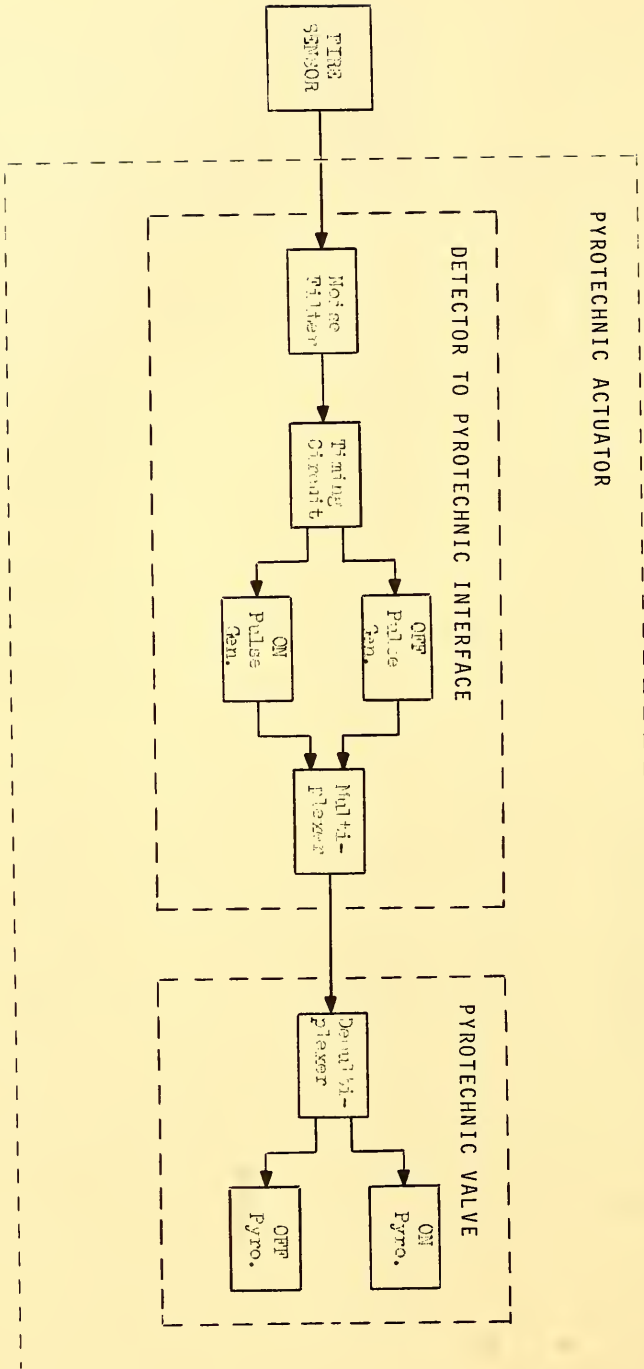 PYROTECHNIC ACTUATOR
DETECTOR TO PYROTECHNIC INTERFACE
PYROTECHNIC VALVE
FIRE
SENSOR
Noise
Filter
Timing
Circuit
OFF
Pulse
Gen.
ON
Pulse
Gen.
Multi-
plexer
Demulti-
plexer
ON
Pyro.
OFF
Pyro.